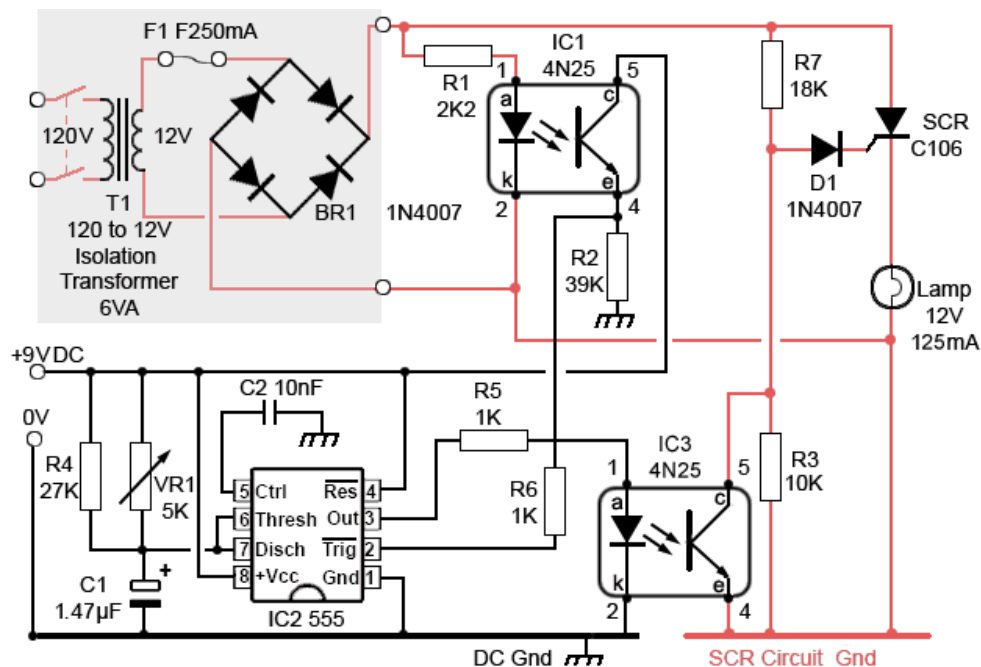 F1 F250mA
120V
12V
T1
120 to 12V
Isolation
Transformer
6VA
BR1
1N4007
R1
2K2
IC1
4N25
1
5
a
c
k
e
2
4
R2
39K
R7
18K
SCR
C106
D1
1N4007
Lamp
12V
125mA
+9VDC
0V
C2 10nF
R5
1K
R4
27K
VR1
5K
R6
1K
5 Ctrl
Res 4
6 Thresh
Out 3
7 Disch
Trig 2
8 +Vcc
Gnd 1
IC2 555
C1
+
1.47µF
IC3
4N25
1
5
a
c
k
e
2
4
R3
10K
DC Gnd
SCR Circuit Gnd